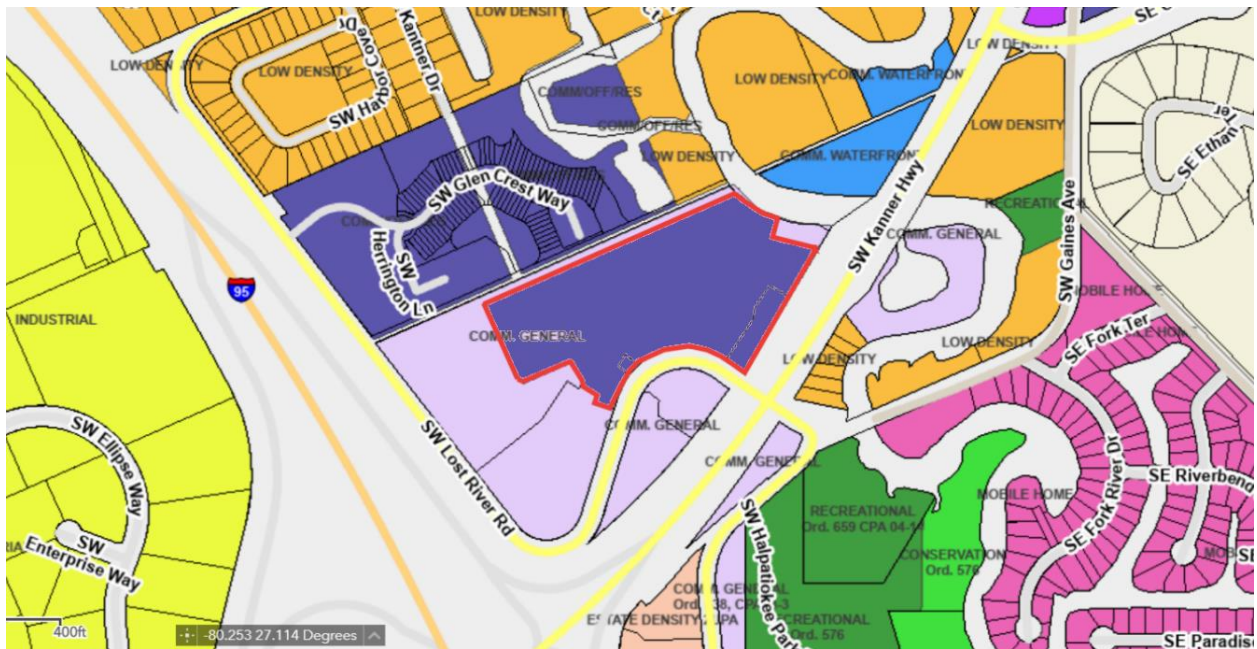 LOW DENSITY
LOW DENSITY
LOW DENSITY
SW Harbor Cove Dr
Kantner Dr
COMM/OFF/RES
COMM/OFF/RES
LOW DENSITY
LOW DENSITY
COMM. WATERFRONT
LOW DENSITY
LOW DENSITY
COMM. WATERFRONT
SW Kanner Hwy
SE Ethan Ter
SW Gaines Ave
RECREATIONAL
COMM. GENERAL
SW Glen Crest Way
SW Herrington Ln
95
INDUSTRIAL
COMM. GENERAL
MOBILE HOME
SE Fork Ter
LOW DENSITY
LOW DENSITY
SW Lost River Rd
COMM. GENERAL
COMM. GENERAL
SW Ellipse Way
SW Enterprise Way
RECREATIONAL
Ord. 659 CPA 04-1
MOBILE HOME
SE Fork River Dr
SE Riverbend
CONSERVATION
Ord. 576
SW Halpatiokee Park
RECREATIONAL
Ord. 576
ESTATE DENSITY
SE Paradise
400ft
-80.253 27.114 Degrees